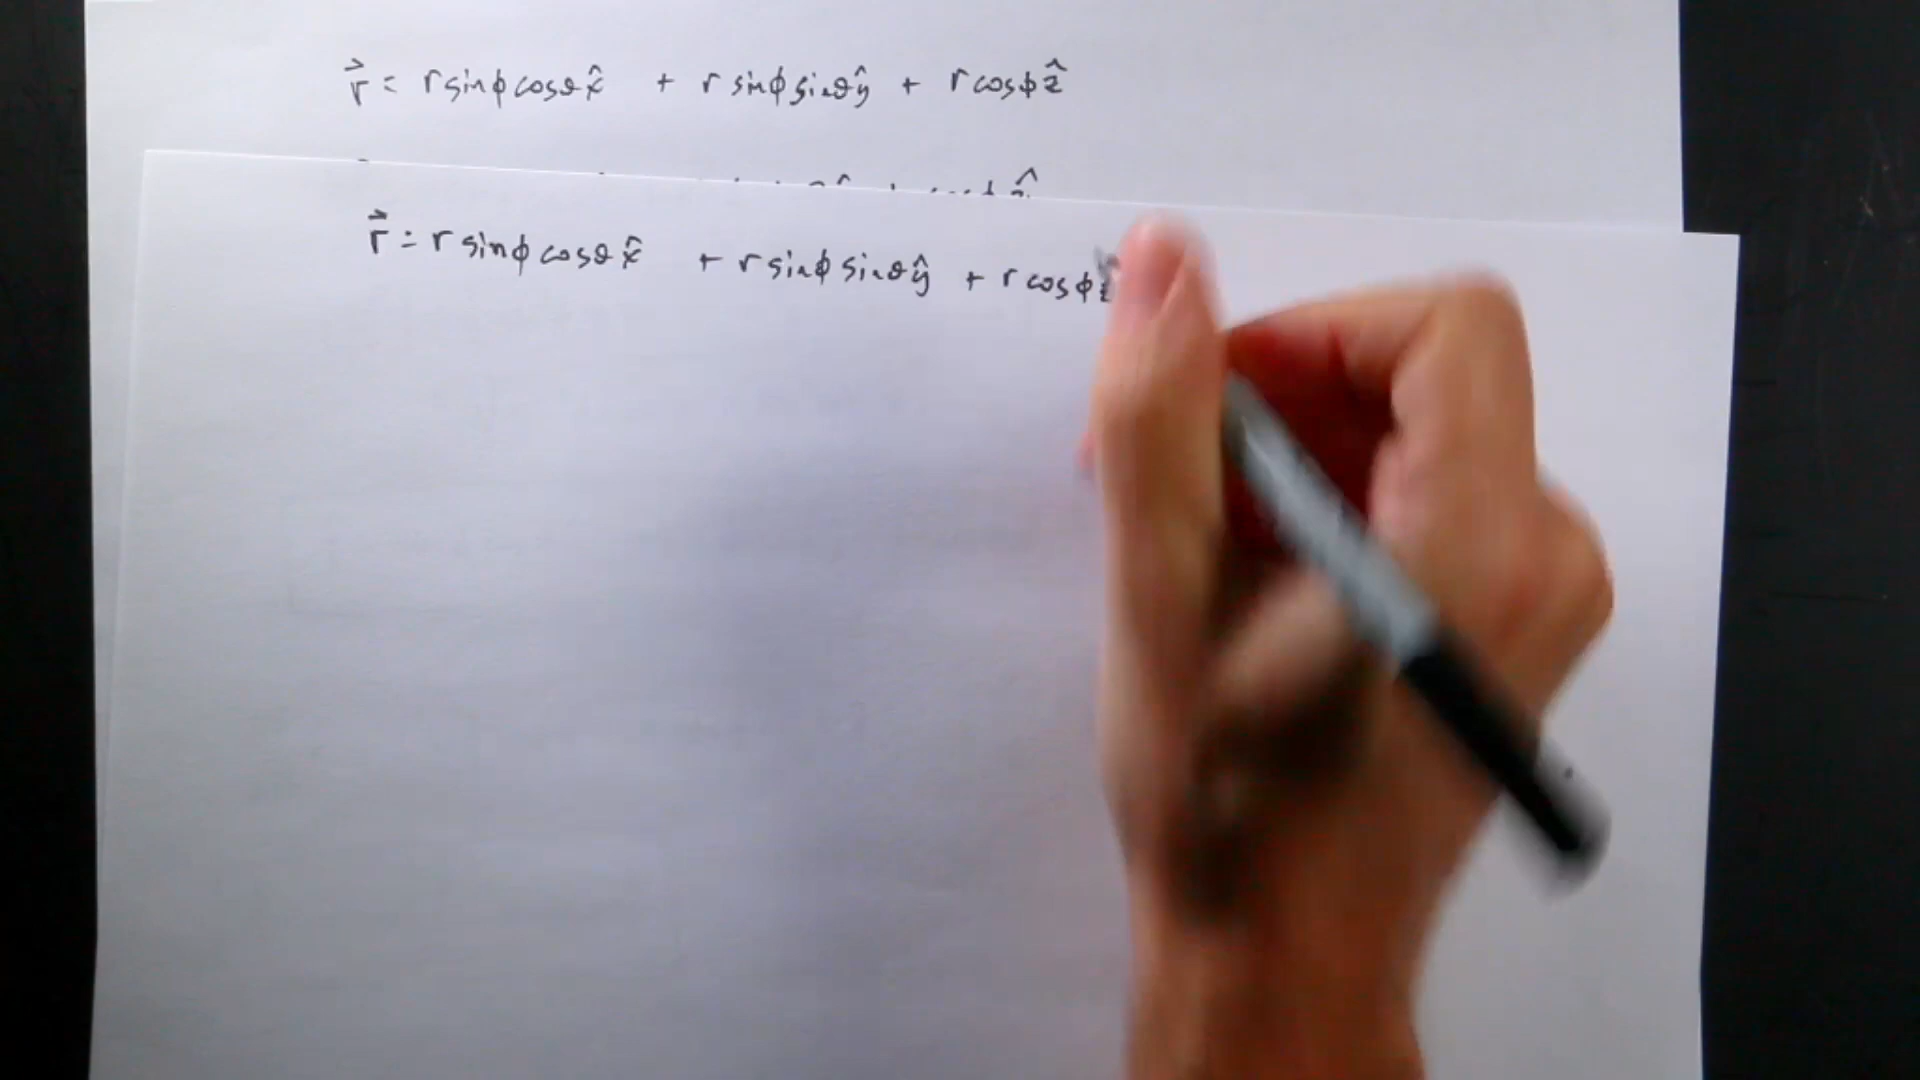 r⃗ = r sinϕ cosθ x̂ + r sinϕ sinθ ŷ + r cosϕ ẑ
r⃗ = r sinϕ cosθ x̂ + r sinϕ sinθ ŷ + r cosϕ